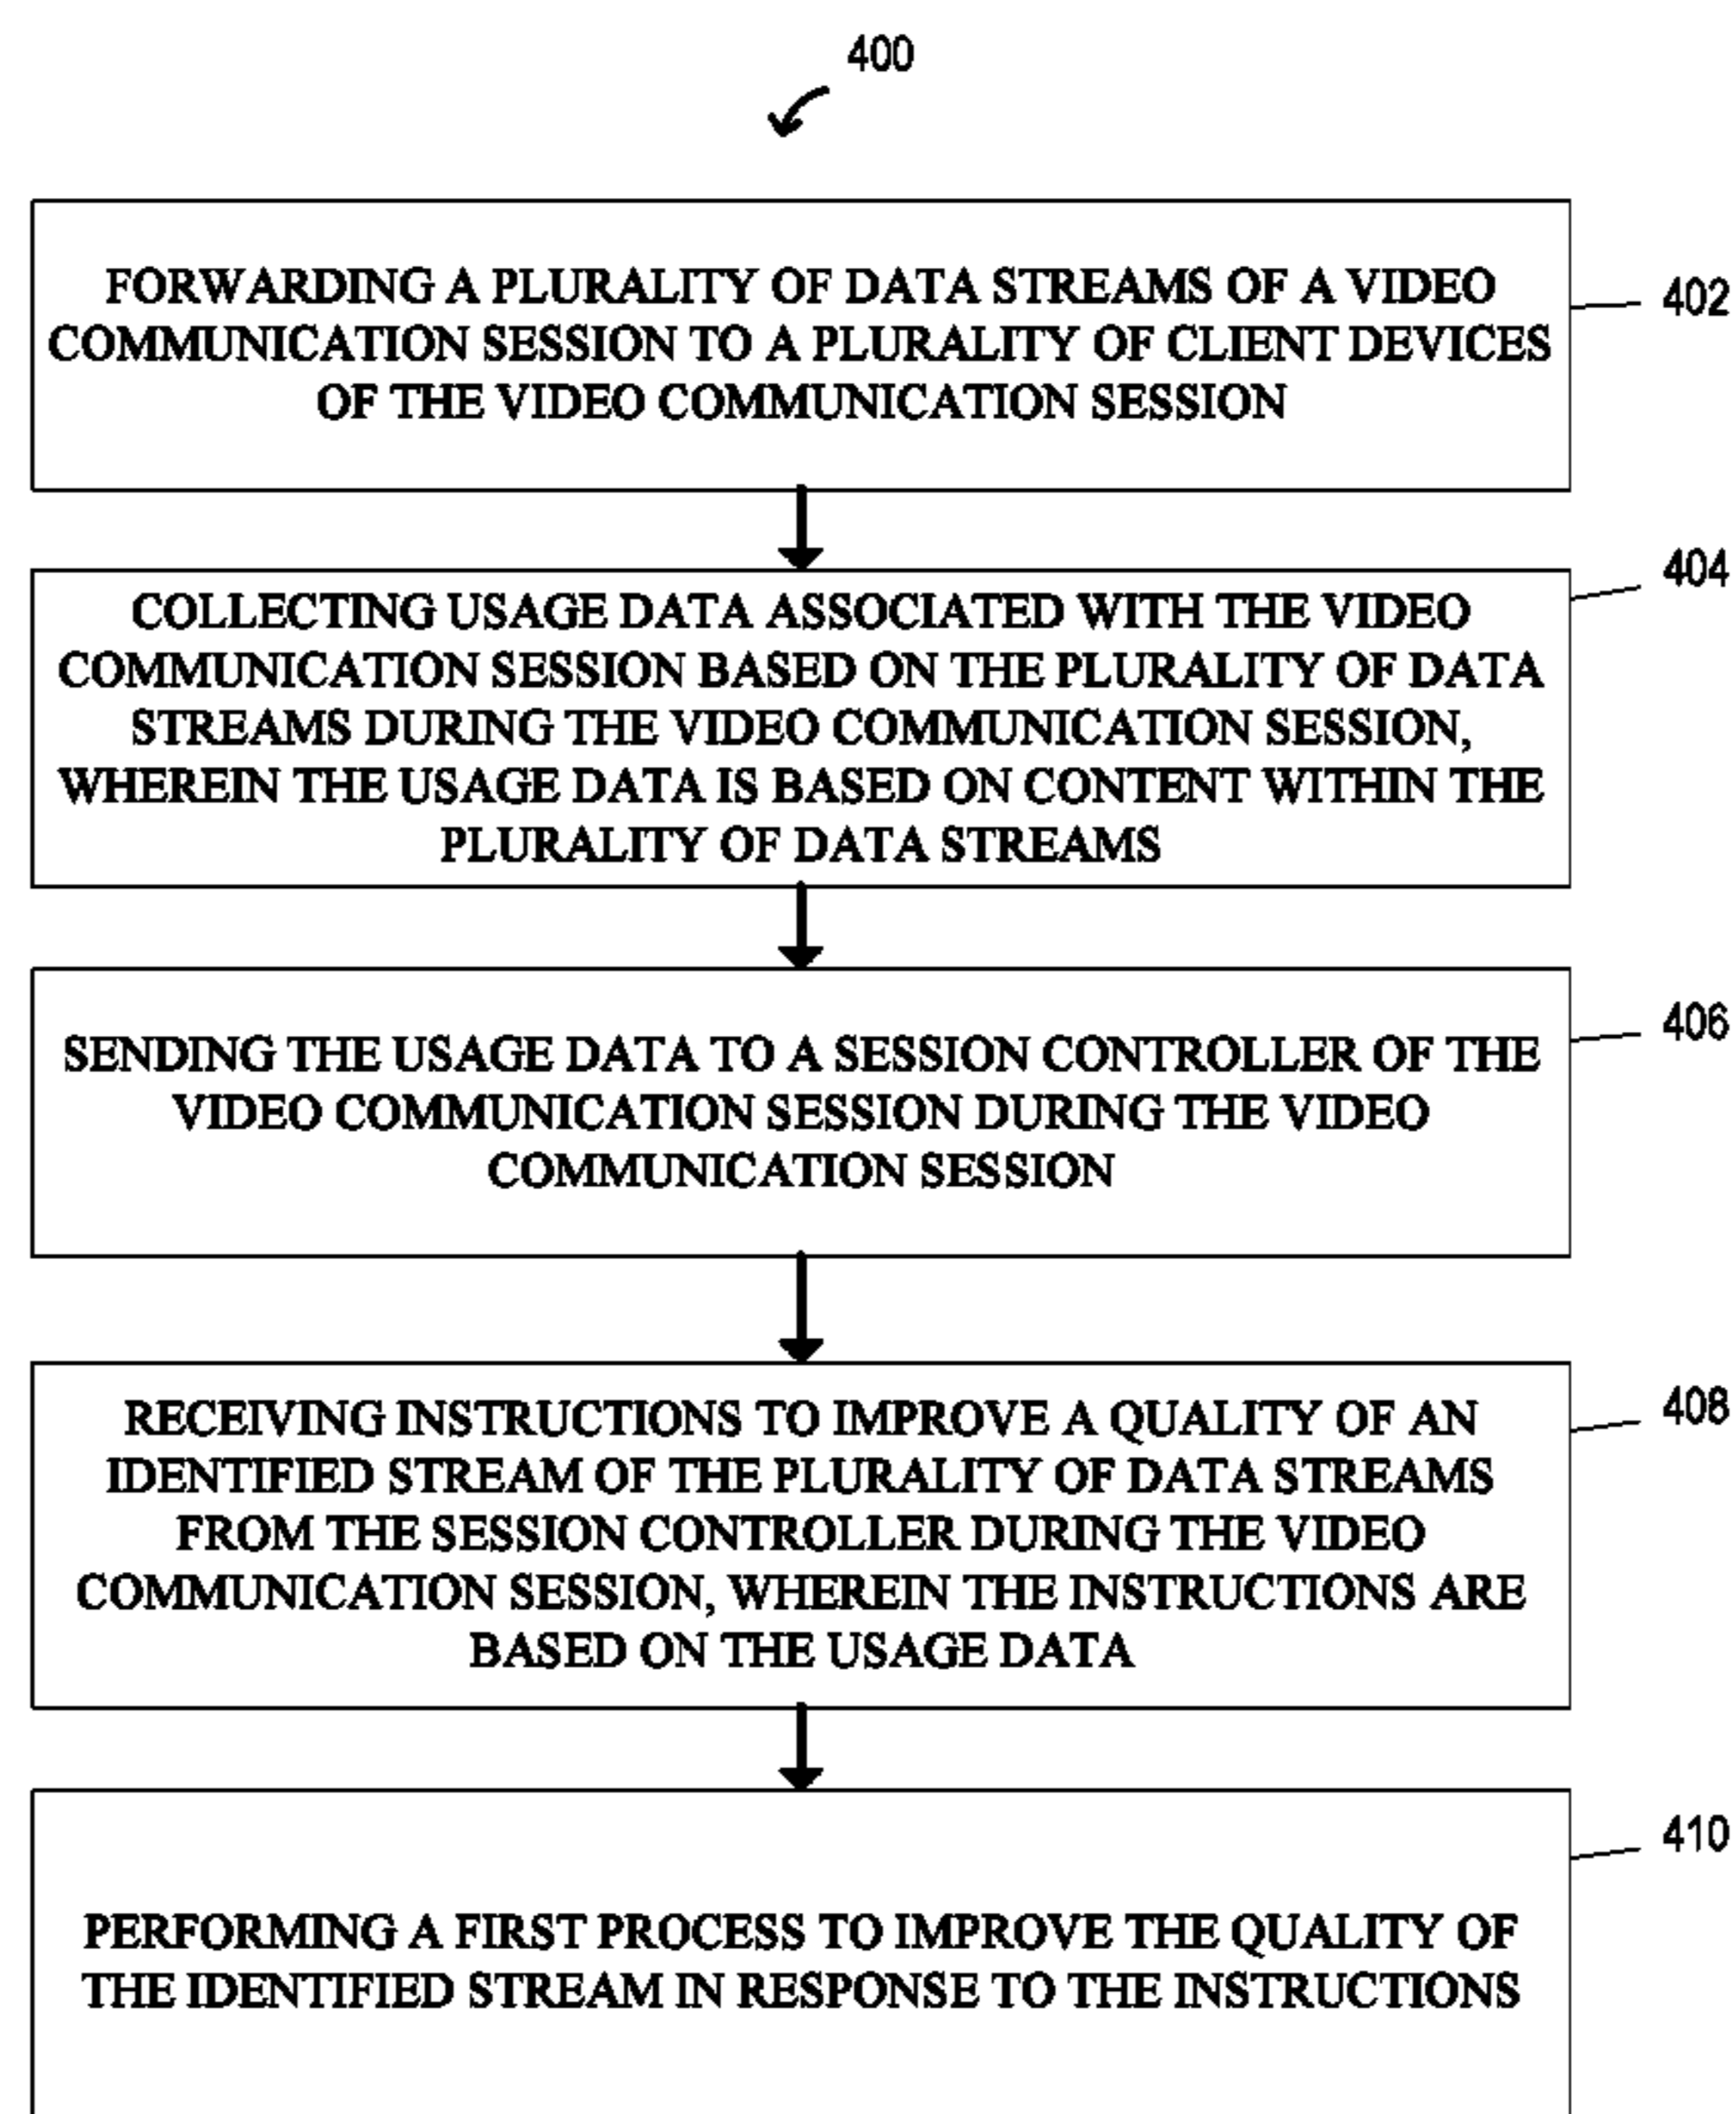 400
FORWARDING A PLURALITY OF DATA STREAMS OF A VIDEO
COMMUNICATION SESSION TO A PLURALITY OF CLIENT DEVICES
OF THE VIDEO COMMUNICATION SESSION
402
COLLECTING USAGE DATA ASSOCIATED WITH THE VIDEO
COMMUNICATION SESSION BASED ON THE PLURALITY OF DATA
STREAMS DURING THE VIDEO COMMUNICATION SESSION,
WHEREIN THE USAGE DATA IS BASED ON CONTENT WITHIN THE
PLURALITY OF DATA STREAMS
404
SENDING THE USAGE DATA TO A SESSION CONTROLLER OF THE
VIDEO COMMUNICATION SESSION DURING THE VIDEO
COMMUNICATION SESSION
406
RECEIVING INSTRUCTIONS TO IMPROVE A QUALITY OF AN
IDENTIFIED STREAM OF THE PLURALITY OF DATA STREAMS
FROM THE SESSION CONTROLLER DURING THE VIDEO
COMMUNICATION SESSION, WHEREIN THE INSTRUCTIONS ARE
BASED ON THE USAGE DATA
408
PERFORMING A FIRST PROCESS TO IMPROVE THE QUALITY OF
THE IDENTIFIED STREAM IN RESPONSE TO THE INSTRUCTIONS
410